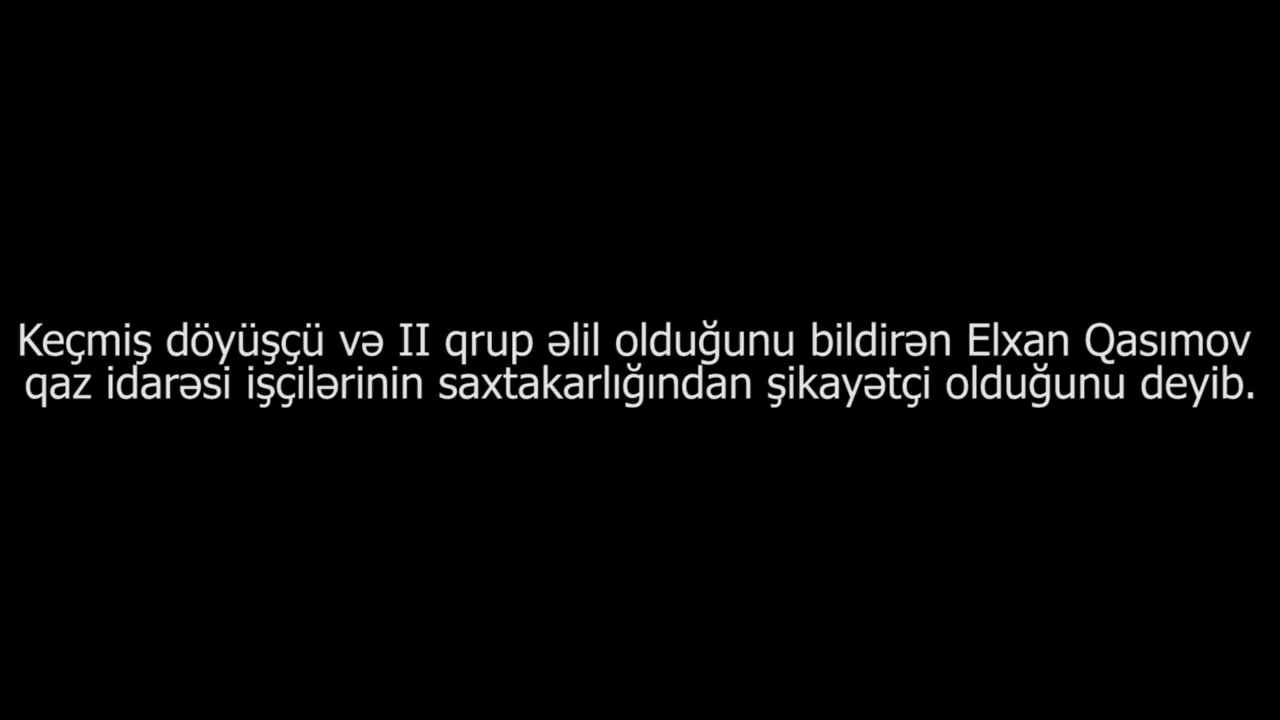 Keçmiş döyüşçü və II qrup əlil olduğunu bildirən Elxan Qasımov
qaz idarəsi işçilərinin saxtakarlığından şikayətçi olduğunu deyib.